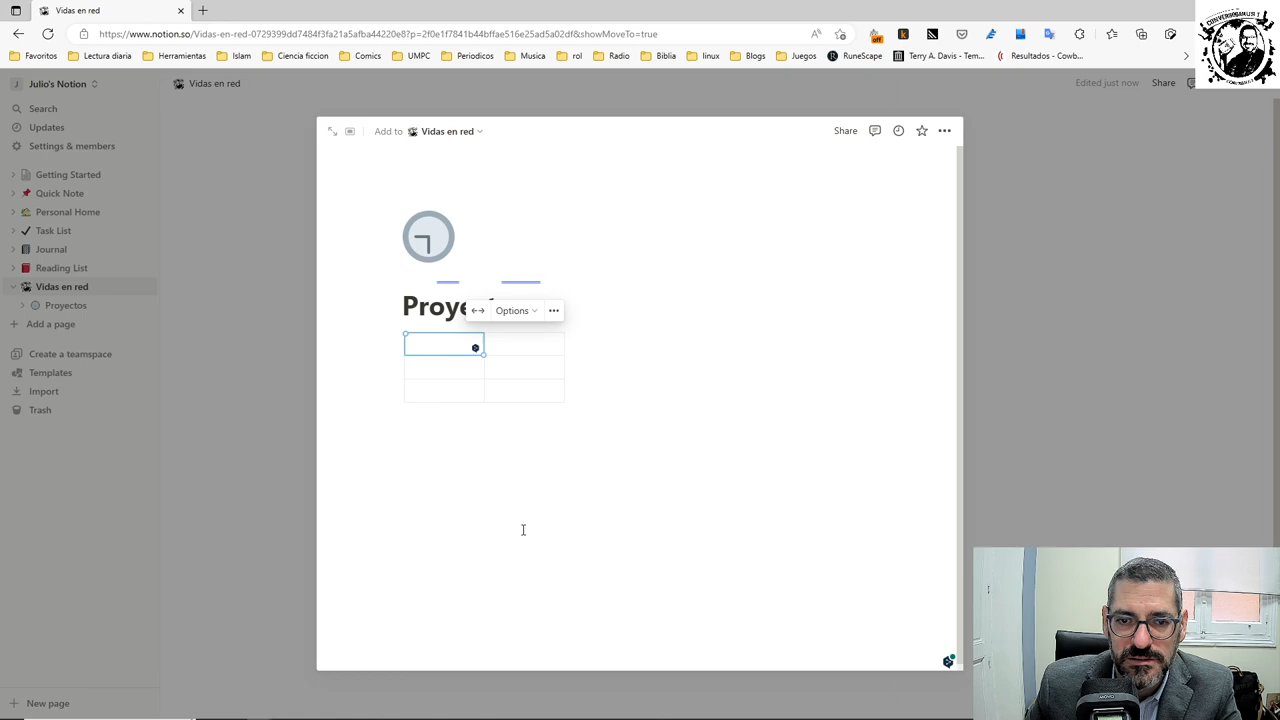 Vidas en red
https://www.notion.so/Vidas-en-red-0729399dd7484f3fa21a5afba44220e8?p=2f0e1f7841b44bffae516e25ad5a02df&showMoveTo=true
Favoritos Lectura diaria Herramientas Islam Ciencia ficcion Comics UMPC Periodicos Musica rol Radio Biblia linux Blogs Juegos RuneScape Terry A. Davis - Tem... Resultados - Cowb...
J Julio's Notion Vidas en red Edited just now Share
Search
Updates
Settings & members
Getting Started
Quick Note
Personal Home
Task List
Journal
Reading List
Vidas en red
Proyectos
Add a page
Create a teamspace
Templates
Import
Trash
New page
Add to Vidas en red Share
Options
off
MOVO